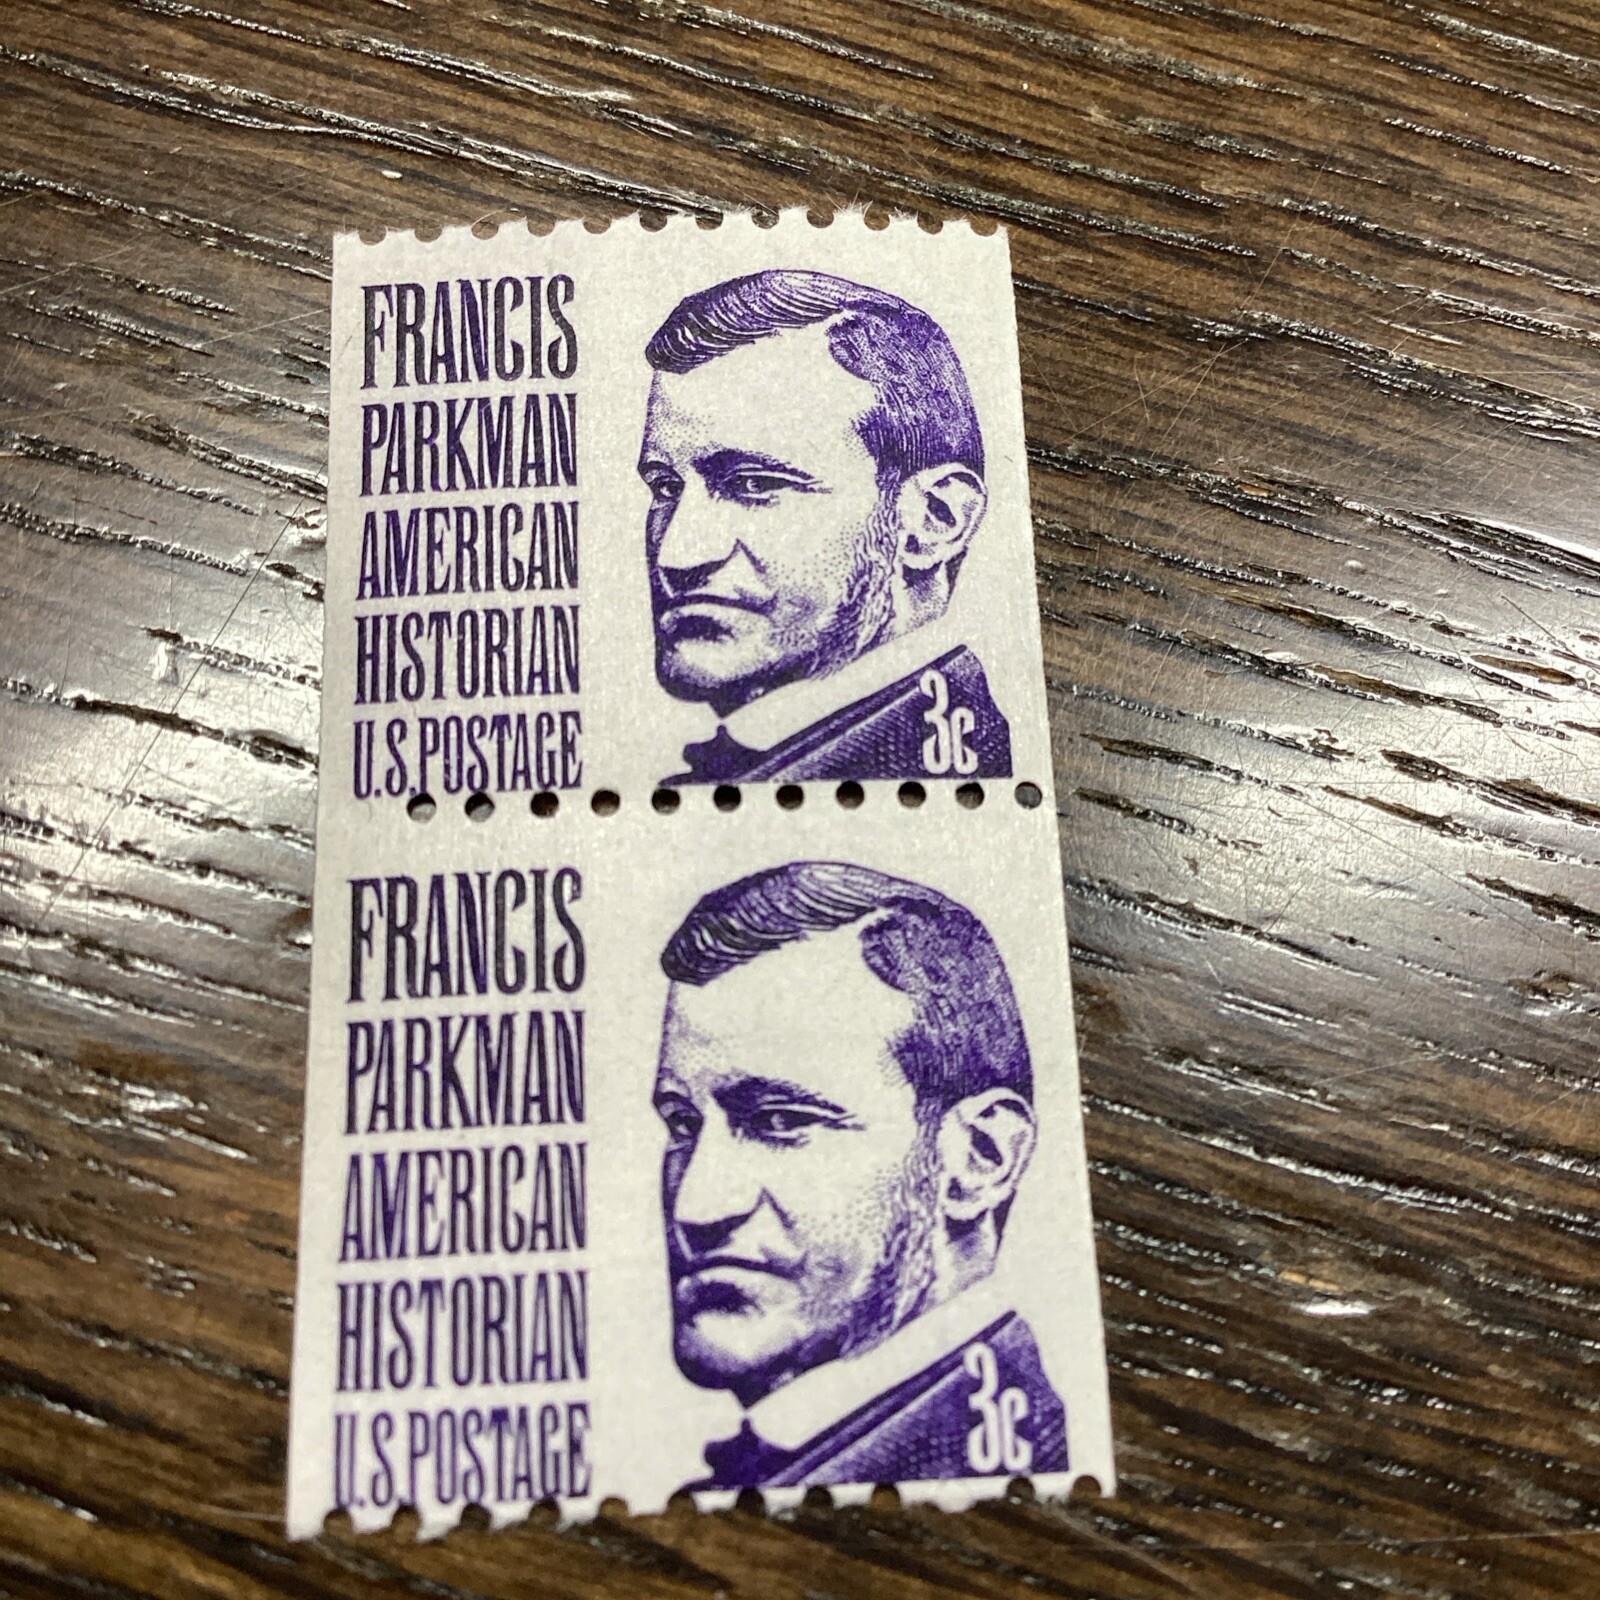 FRANCIS
PARKMAN
AMERICAN
HISTORIAN
U.S.POSTAGE
3c
FRANCIS
PARKMAN
AMERICAN
HISTORIAN
U.S.POSTAGE
3c